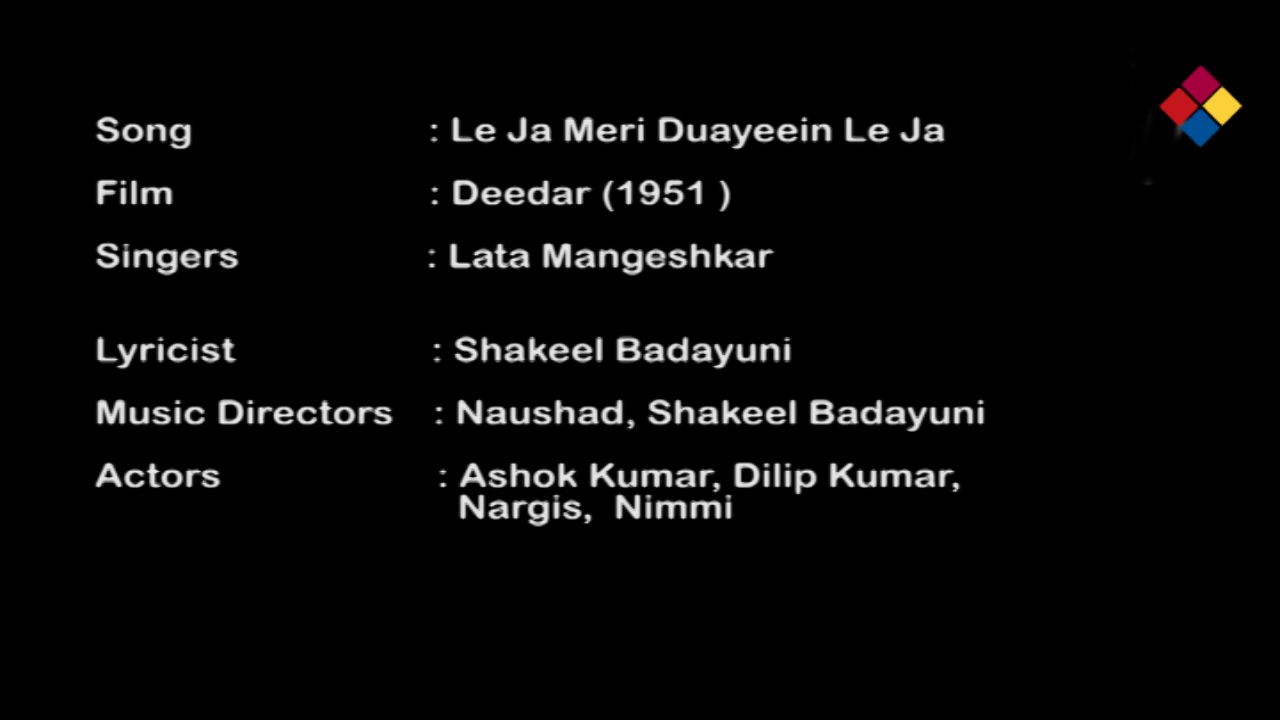 Song : Le Ja Meri Duayeein Le Ja
Film : Deedar (1951 )
Singers : Lata Mangeshkar
Lyricist : Shakeel Badayuni
Music Directors : Naushad, Shakeel Badayuni
Actors : Ashok Kumar, Dilip Kumar,
Nargis, Nimmi